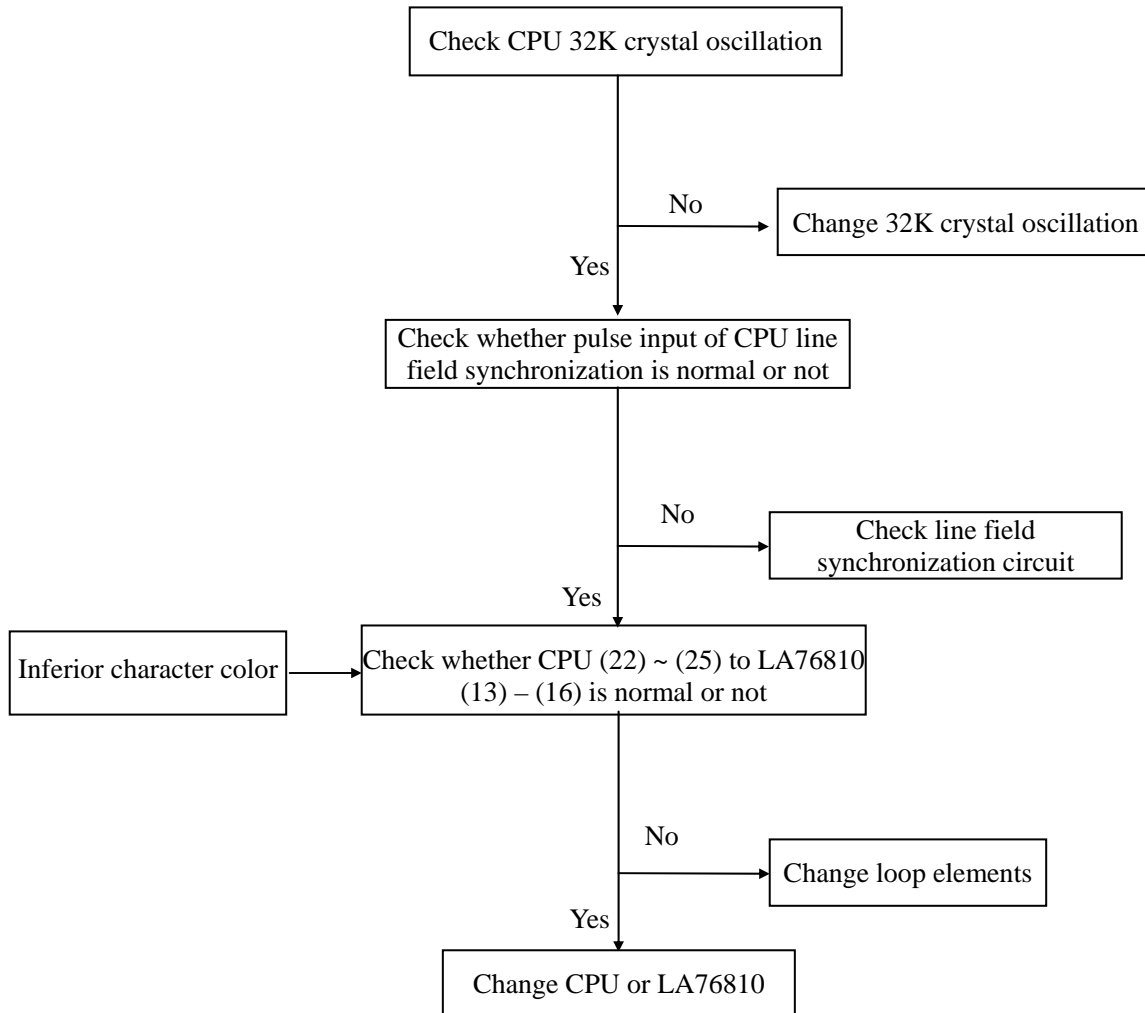 Check CPU 32K crystal oscillation
No
Change 32K crystal oscillation
Yes
Check whether pulse input of CPU line
field synchronization is normal or not
No
Check line field
synchronization circuit
Yes
Inferior character color
Check whether CPU (22) ~ (25) to LA76810
(13) – (16) is normal or not
No
Change loop elements
Yes
Change CPU or LA76810